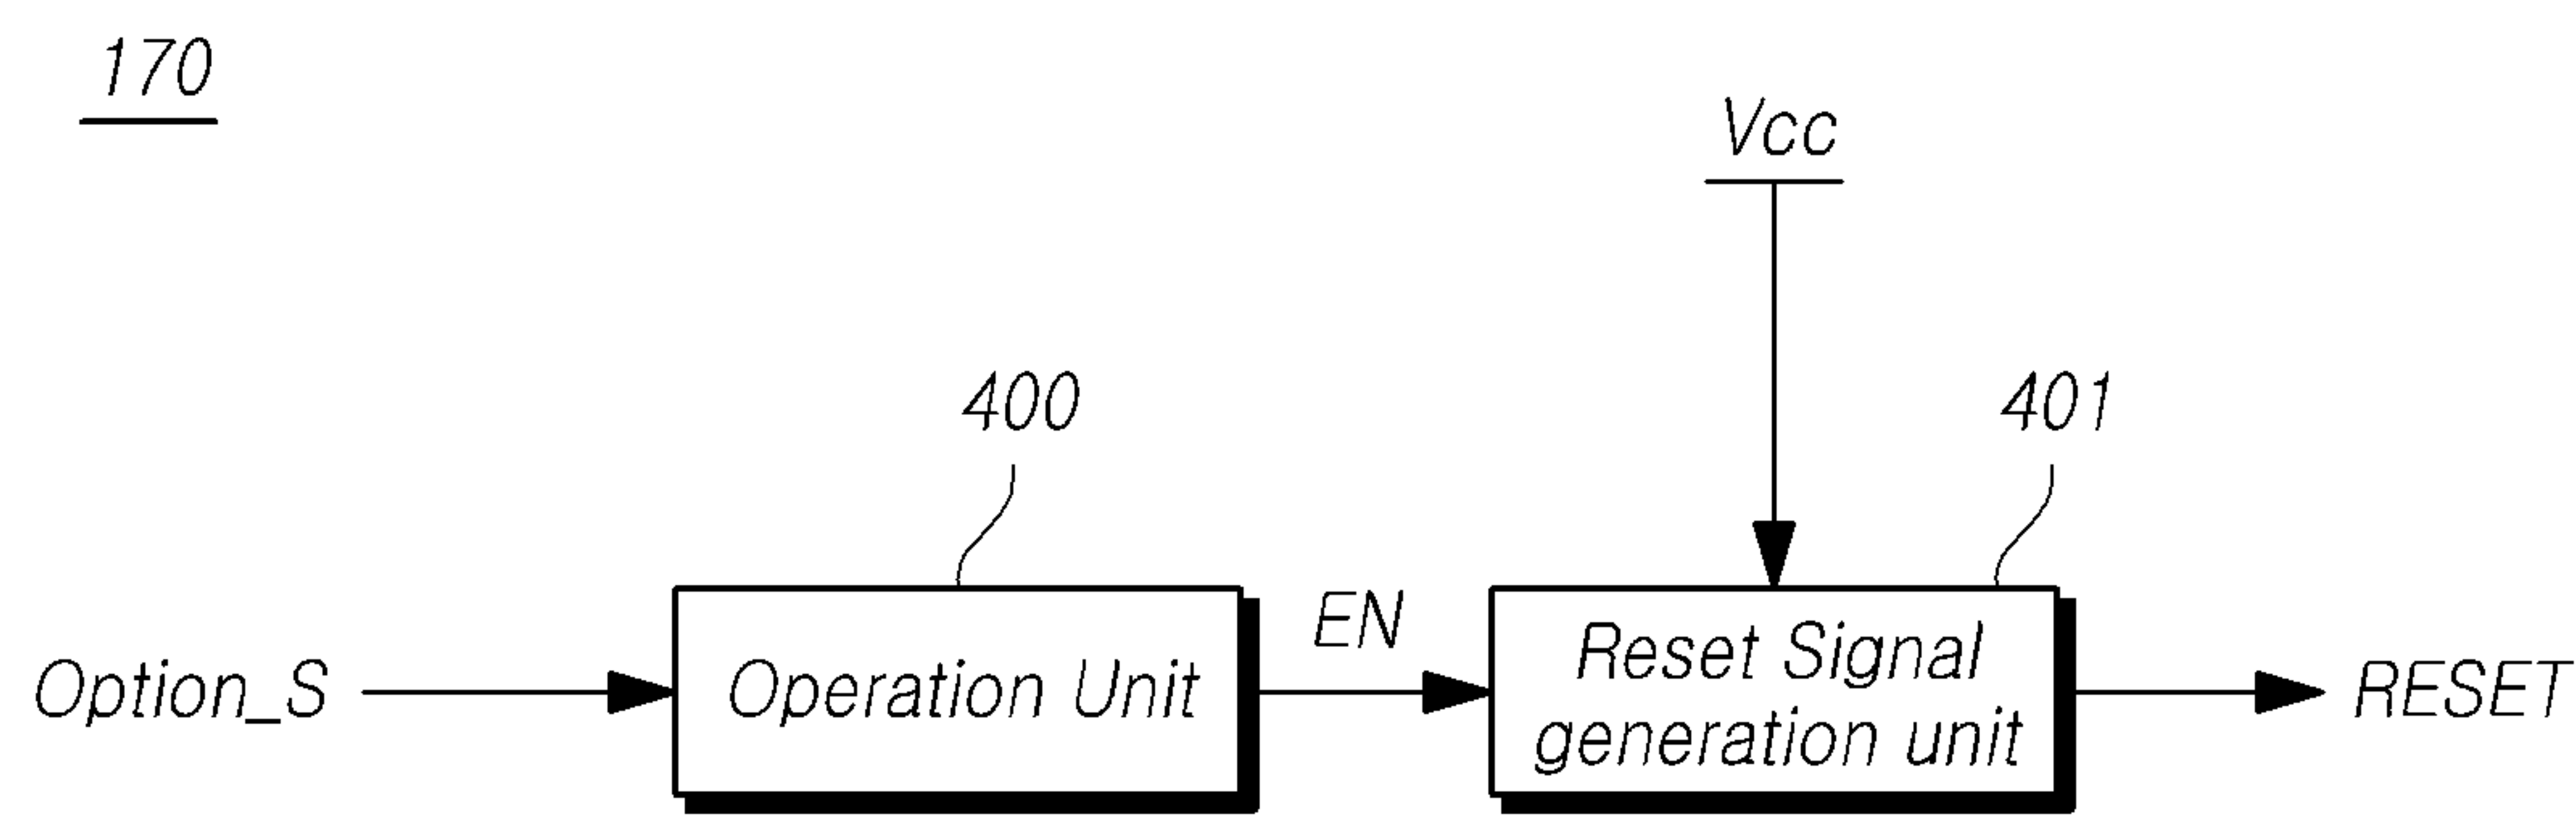 170
Vcc
400
401
Option_S
Operation Unit
EN
Reset Signal
generation unit
RESET